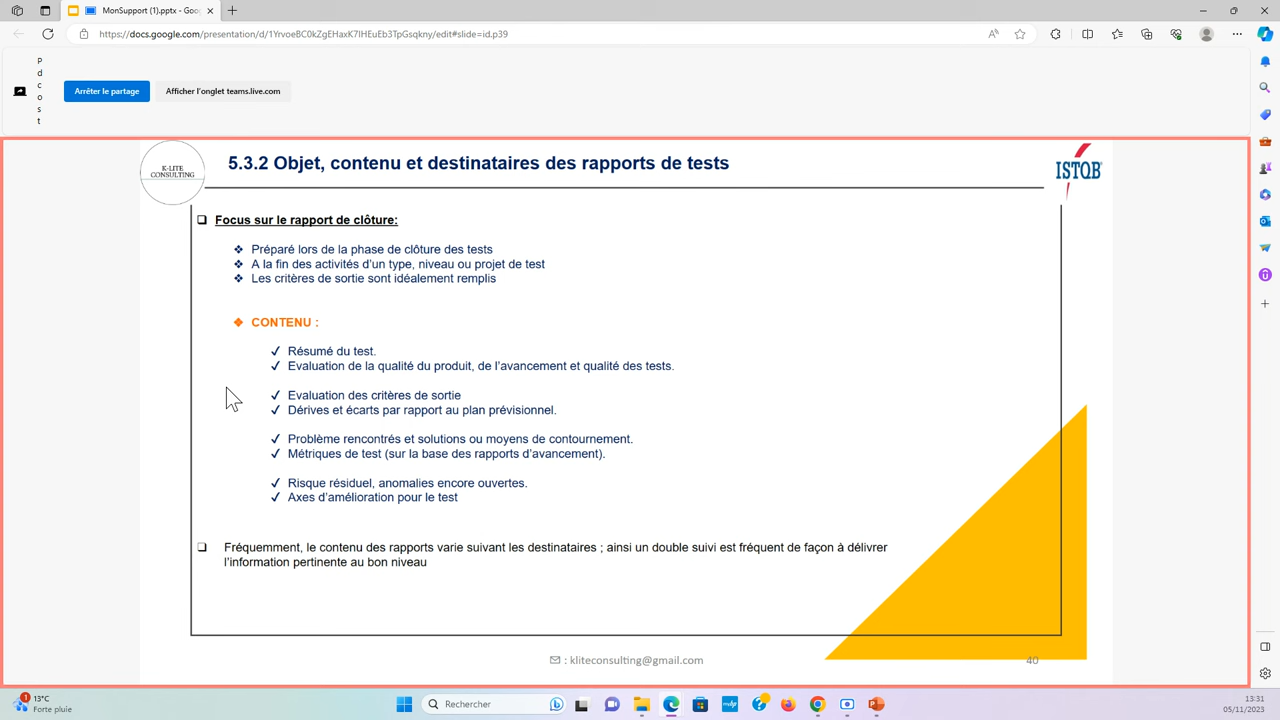 MonSupport (1).pptx - Goo
https://docs.google.com/presentation/d/1YrvoeBC0kZgEHaxK7IHEuEb3TpGsqkny/edit#slide=id.p39
P
d
c
o
s
t
Arrêter le partage
Afficher l'onglet teams.live.com
K-LITE
CONSULTING
5.3.2 Objet, contenu et destinataires des rapports de tests
ISTQB
Focus sur le rapport de clôture:
Préparé lors de la phase de clôture des tests
A la fin des activités d'un type, niveau ou projet de test
Les critères de sortie sont idéalement remplis
CONTENU :
Résumé du test.
Evaluation de la qualité du produit, de l'avancement et qualité des tests.
Evaluation des critères de sortie
Dérives et écarts par rapport au plan prévisionnel.
Problème rencontrés et solutions ou moyens de contournement.
Métriques de test (sur la base des rapports d'avancement).
Risque résiduel, anomalies encore ouvertes.
Axes d'amélioration pour le test
Fréquemment, le contenu des rapports varie suivant les destinataires ; ainsi un double suivi est fréquent de façon à délivrer
l'information pertinente au bon niveau
: kliteconsulting@gmail.com
40
1
13°C
Forte pluie
Rechercher
13:31
05/11/2023